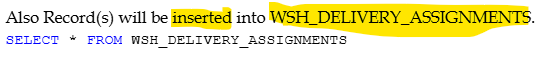 Also Record(s) will be inserted into WSH_DELIVERY_ASSIGNMENTS.
SELECT * FROM WSH_DELIVERY_ASSIGNMENTS